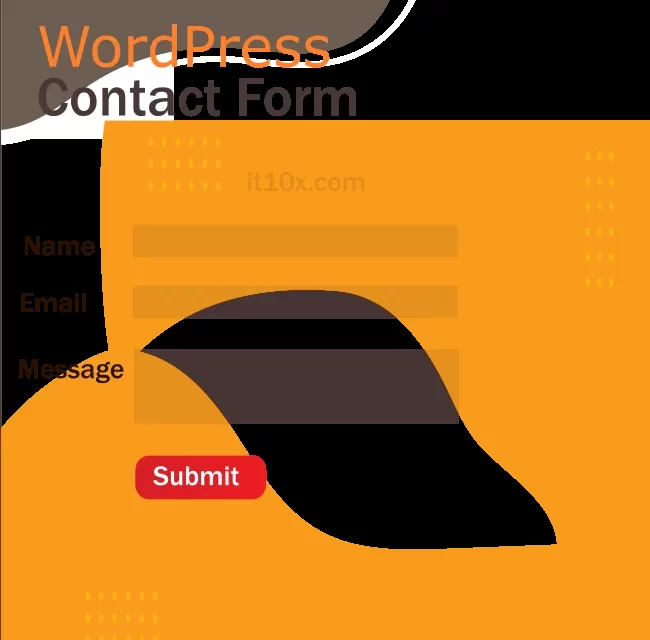 WordPress
Contact Form
it10x.com
Name
Email
Message
Submit